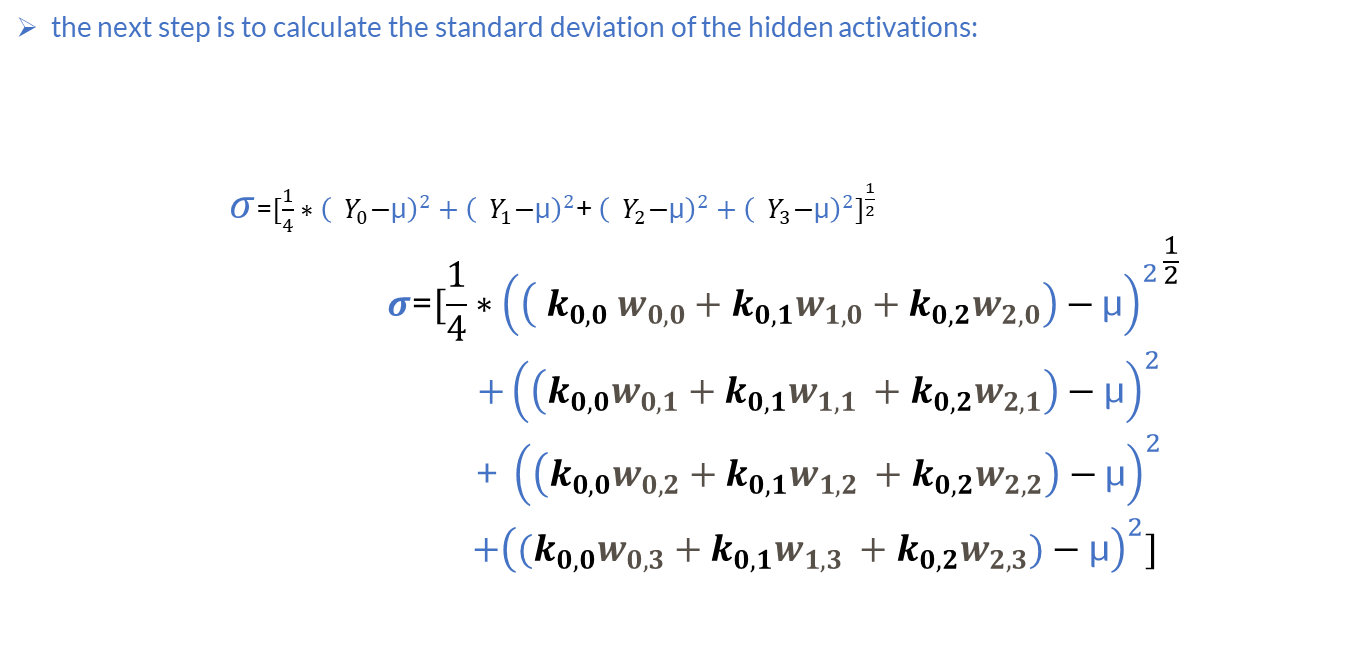 ➢ the next step is to calculate the standard deviation of the hidden activations:
σ=[1/4 * ( Y₀−μ)² + ( Y₁−μ)²+ ( Y₂−μ)² + ( Y₃−μ)²]^(1/2)
σ=[1/4 * (( k₀,₀ w₀,₀ + k₀,₁w₁,₀ + k₀,₂w₂,₀) − μ)² 1/2
+((k₀,₀w₀,₁ + k₀,₁w₁,₁ + k₀,₂w₂,₁) − μ)²
+ ((k₀,₀w₀,₂ + k₀,₁w₁,₂ + k₀,₂w₂,₂) − μ)²
+((k₀,₀w₀,₃ + k₀,₁w₁,₃ + k₀,₂w₂,₃) − μ)²]